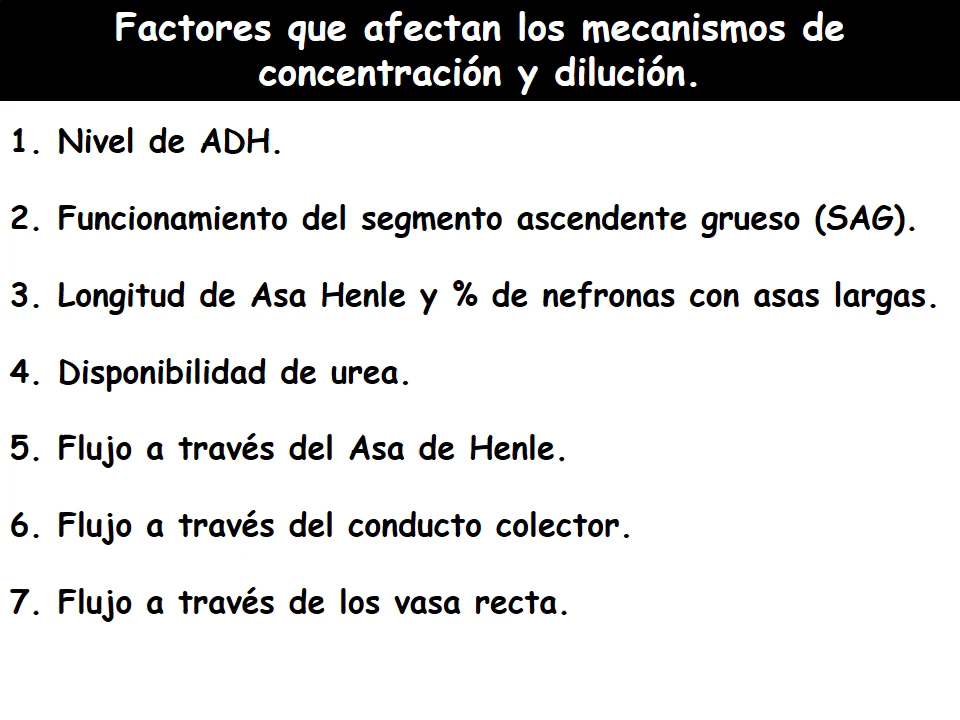 Factores que afectan los mecanismos de
concentración y dilución.
1. Nivel de ADH.
2. Funcionamiento del segmento ascendente grueso (SAG).
3. Longitud de Asa Henle y % de nefronas con asas largas.
4. Disponibilidad de urea.
5. Flujo a través del Asa de Henle.
6. Flujo a través del conducto colector.
7. Flujo a través de los vasa recta.